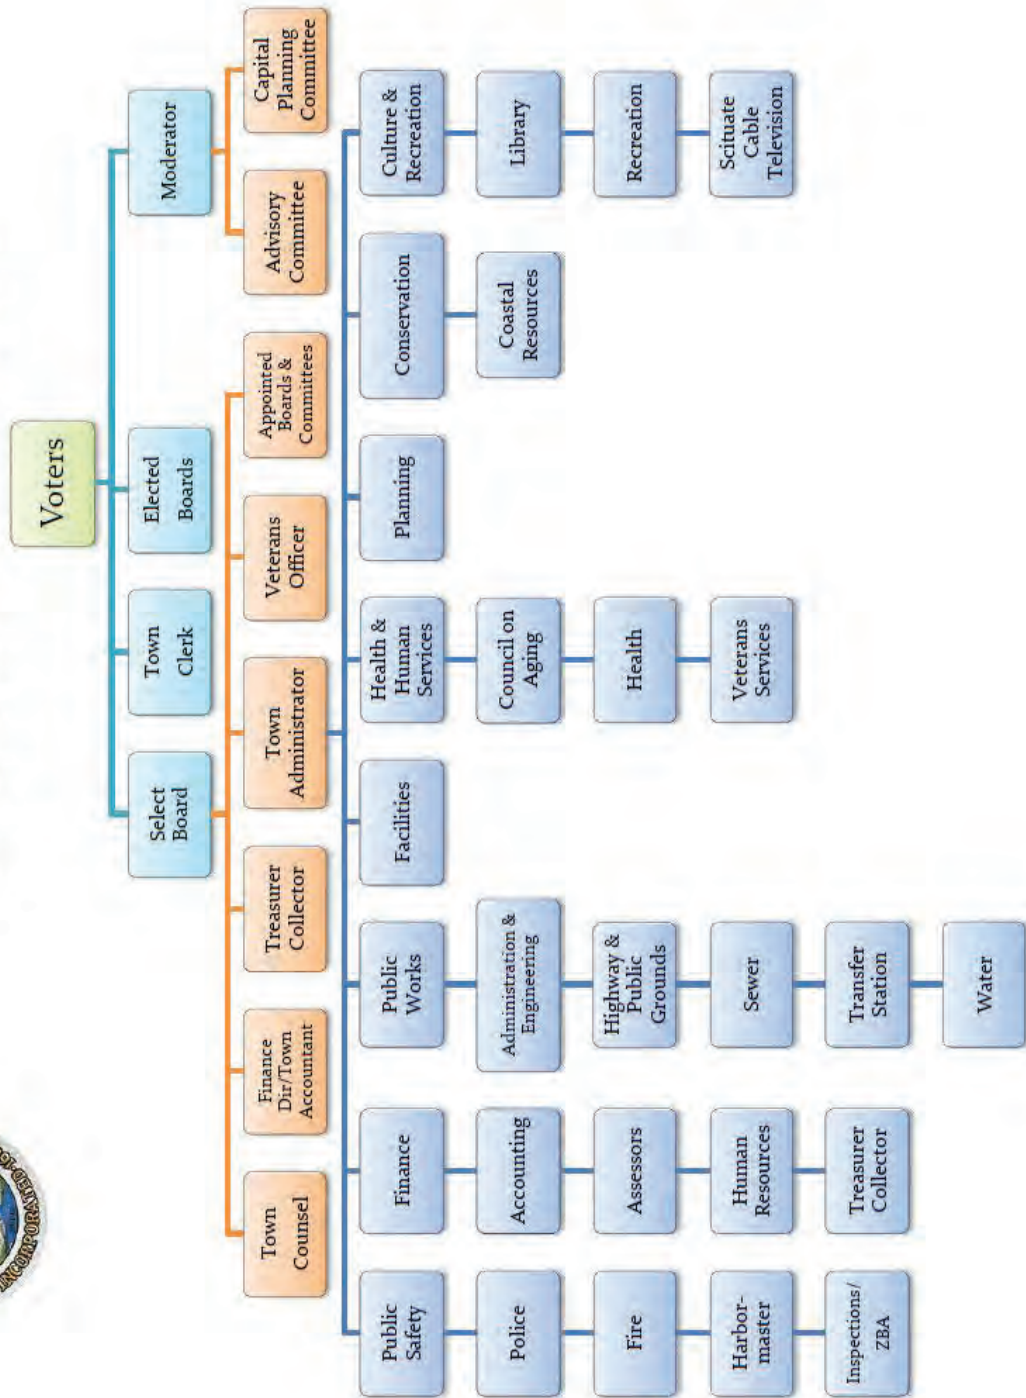 Voters
Select
Board
Town
Clerk
Elected
Boards
Moderator
Town
Counsel
Finance
Dir/Town
Accountant
Treasurer
Collector
Town
Administrator
Veterans
Officer
Appointed
Boards &
Committees
Advisory
Committee
Capital
Planning
Committee
Public
Safety
Finance
Public
Works
Facilities
Health &
Human
Services
Planning
Conservation
Culture &
Recreation
Police
Accounting
Administration &
Engineering
Council on
Aging
Coastal
Resources
Library
Fire
Assessors
Highway &
Public
Grounds
Health
Recreation
Harbor-
master
Human
Resources
Sewer
Veterans
Services
Scituate
Cable
Television
Inspections/
ZBA
Treasurer
Collector
Transfer
Station
Water
INCORPORATED